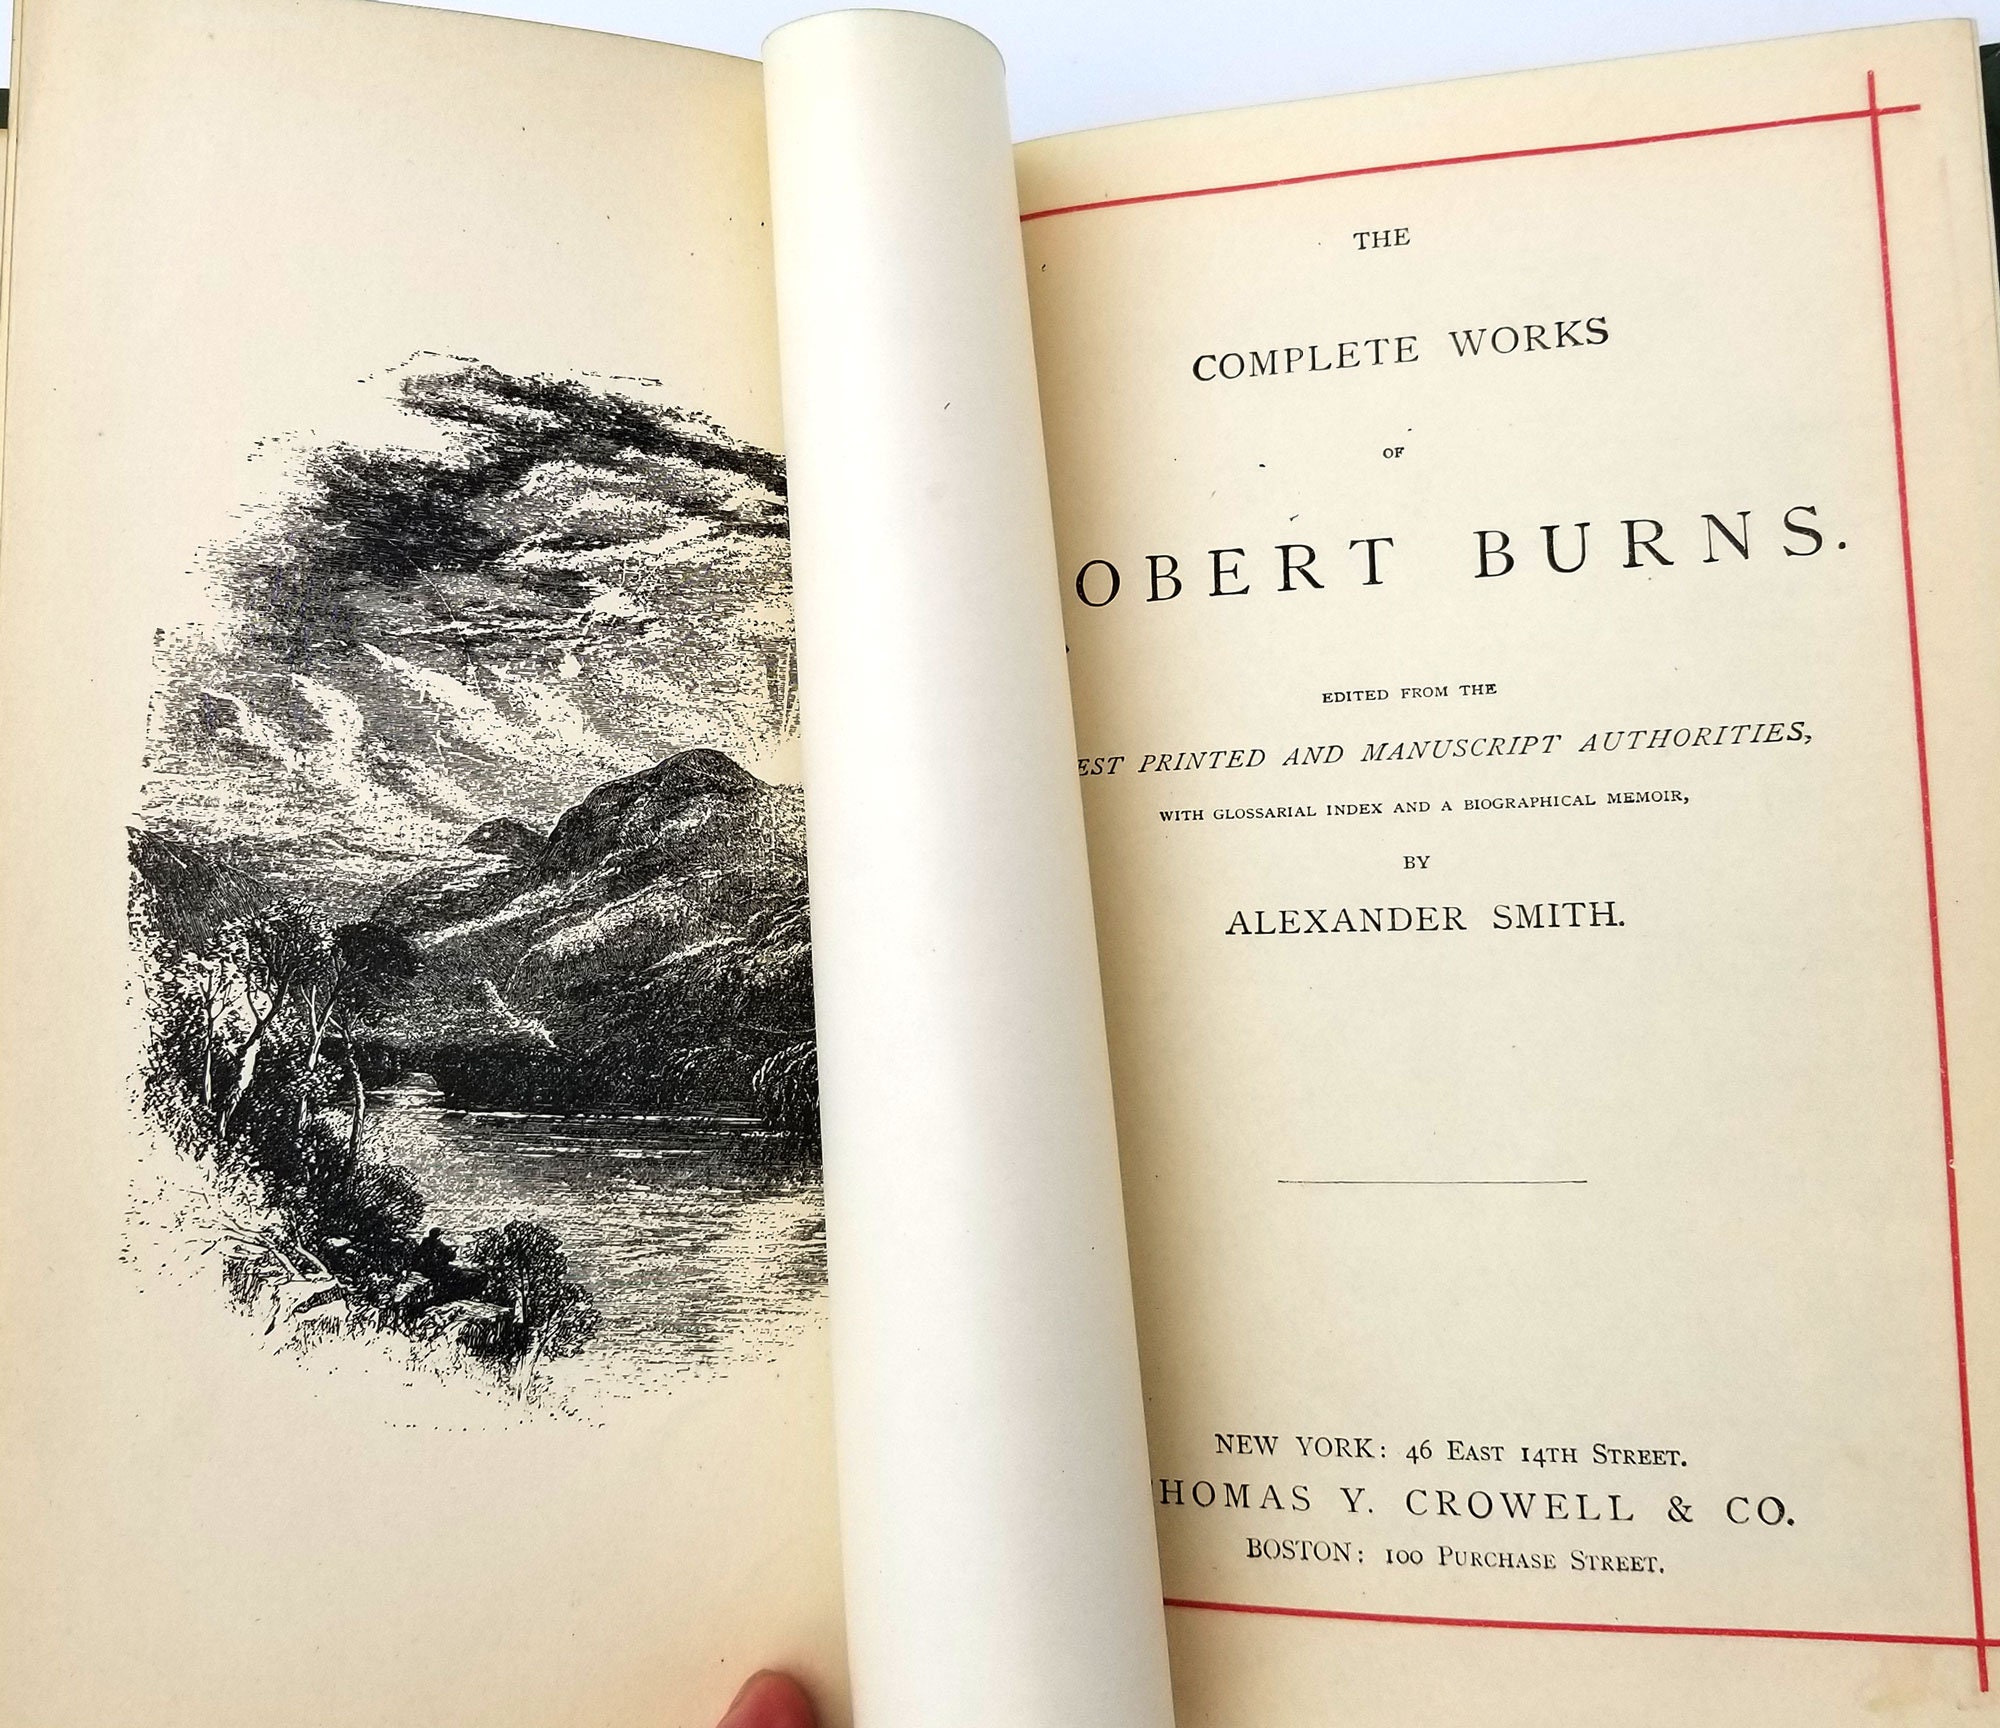 THE
COMPLETE WORKS
OF
OBERT BURNS.
EDITED FROM THE
EST PRINTED AND MANUSCRIPT AUTHORITIES,
WITH GLOSSARIAL INDEX AND A BIOGRAPHICAL MEMOIR,
BY
ALEXANDER SMITH.
NEW YORK: 46 EAST 14TH STREET.
THOMAS Y. CROWELL & CO.
BOSTON: 100 PURCHASE STREET.